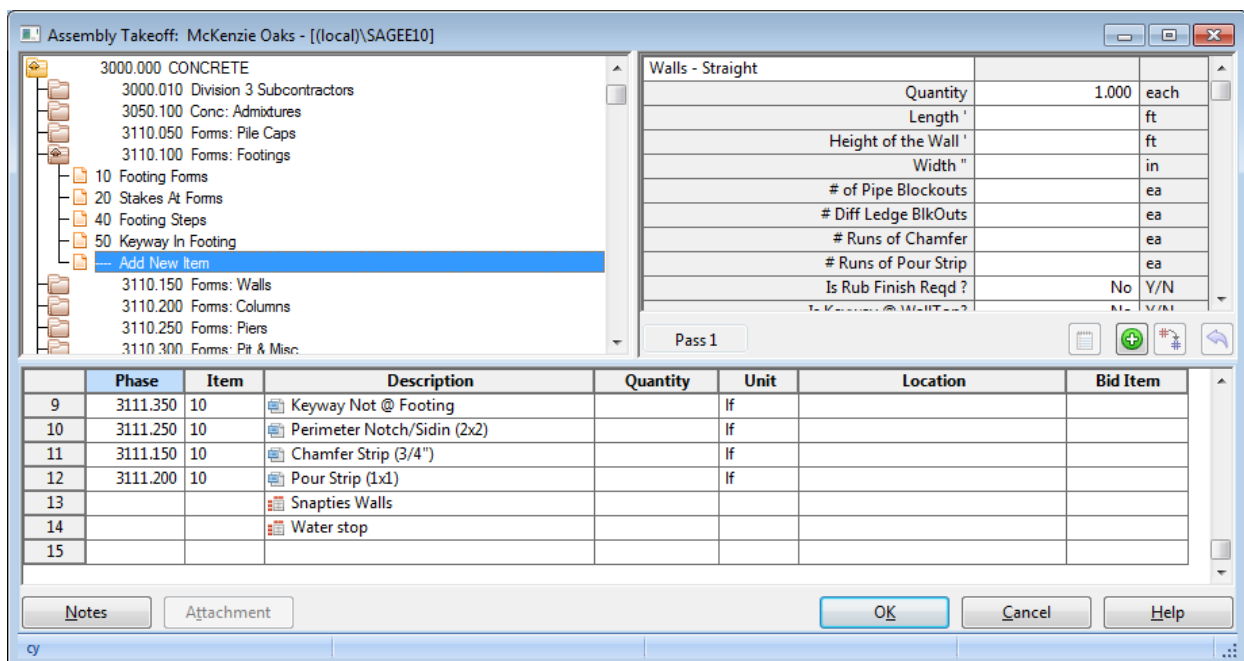 Assembly Takeoff: McKenzie Oaks - [(local)\SAGEE10]
3000.000 CONCRETE
3000.010 Division 3 Subcontractors
3050.100 Conc: Admixtures
3110.050 Forms: Pile Caps
3110.100 Forms: Footings
10 Footing Forms
20 Stakes At Forms
40 Footing Steps
50 Keyway In Footing
---- Add New Item
3110.150 Forms: Walls
3110.200 Forms: Columns
3110.250 Forms: Piers
3110.300 Forms: Pit & Misc
Walls - Straight
Quantity 1.000 each
Length ' ft
Height of the Wall ' ft
Width " in
# of Pipe Blockouts ea
# Diff Ledge BlkOuts ea
# Runs of Chamfer ea
# Runs of Pour Strip ea
Is Rub Finish Reqd ? No Y/N
Is Keyway @ WallTop? No Y/N
Pass 1
Phase Item Description Quantity Unit Location Bid Item
9 3111.350 10 Keyway Not @ Footing lf
10 3111.250 10 Perimeter Notch/Sidin (2x2) lf
11 3111.150 10 Chamfer Strip (3/4") lf
12 3111.200 10 Pour Strip (1x1) lf
13 Snapties Walls
14 Water stop
15
Notes Attachment OK Cancel Help
cy